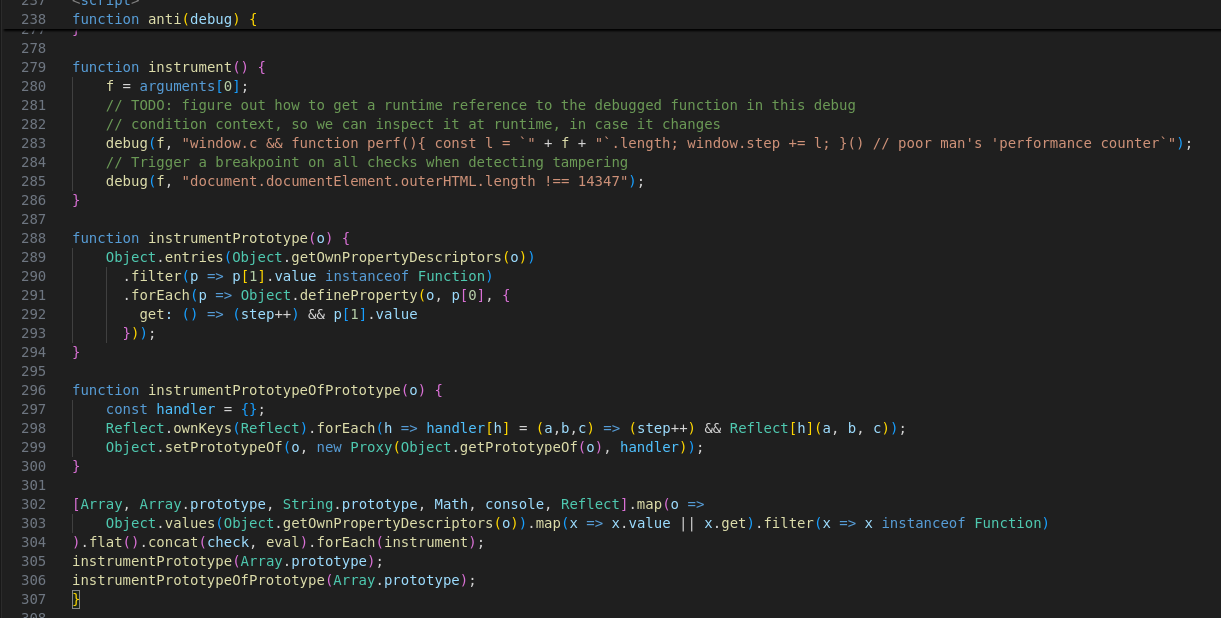 237 <script>
238 function anti(debug) {
277 }
278
279 function instrument() {
280     f = arguments[0];
281     // TODO: figure out how to get a runtime reference to the debugged function in this debug
282     // condition context, so we can inspect it at runtime, in case it changes
283     debug(f, "window.c && function perf(){ const l = `" + f + "`.length; window.step += l; }() // poor man's 'performance counter`");
284     // Trigger a breakpoint on all checks when detecting tampering
285     debug(f, "document.documentElement.outerHTML.length !== 14347");
286 }
287
288 function instrumentPrototype(o) {
289     Object.entries(Object.getOwnPropertyDescriptors(o))
290       .filter(p => p[1].value instanceof Function)
291       .forEach(p => Object.defineProperty(o, p[0], {
292         get: () => (step++) && p[1].value
293       }));
294 }
295
296 function instrumentPrototypeOfPrototype(o) {
297     const handler = {};
298     Reflect.ownKeys(Reflect).forEach(h => handler[h] = (a,b,c) => (step++) && Reflect[h](a, b, c));
299     Object.setPrototypeOf(o, new Proxy(Object.getPrototypeOf(o), handler));
300 }
301
302 [Array, Array.prototype, String.prototype, Math, console, Reflect].map(o =>
303     Object.values(Object.getOwnPropertyDescriptors(o)).map(x => x.value || x.get).filter(x => x instanceof Function)
304 ).flat().concat(check, eval).forEach(instrument);
305 instrumentPrototype(Array.prototype);
306 instrumentPrototypeOfPrototype(Array.prototype);
307 }
308